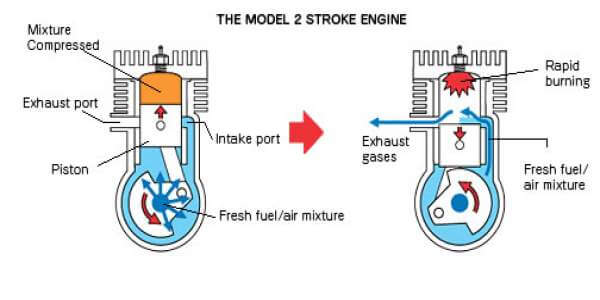 THE MODEL 2 STROKE ENGINE
Mixture
Compressed
Exhaust port
Intake port
Piston
Fresh fuel/air mixture
Rapid
burning
Exhaust
gases
Fresh fuel/
air mixture